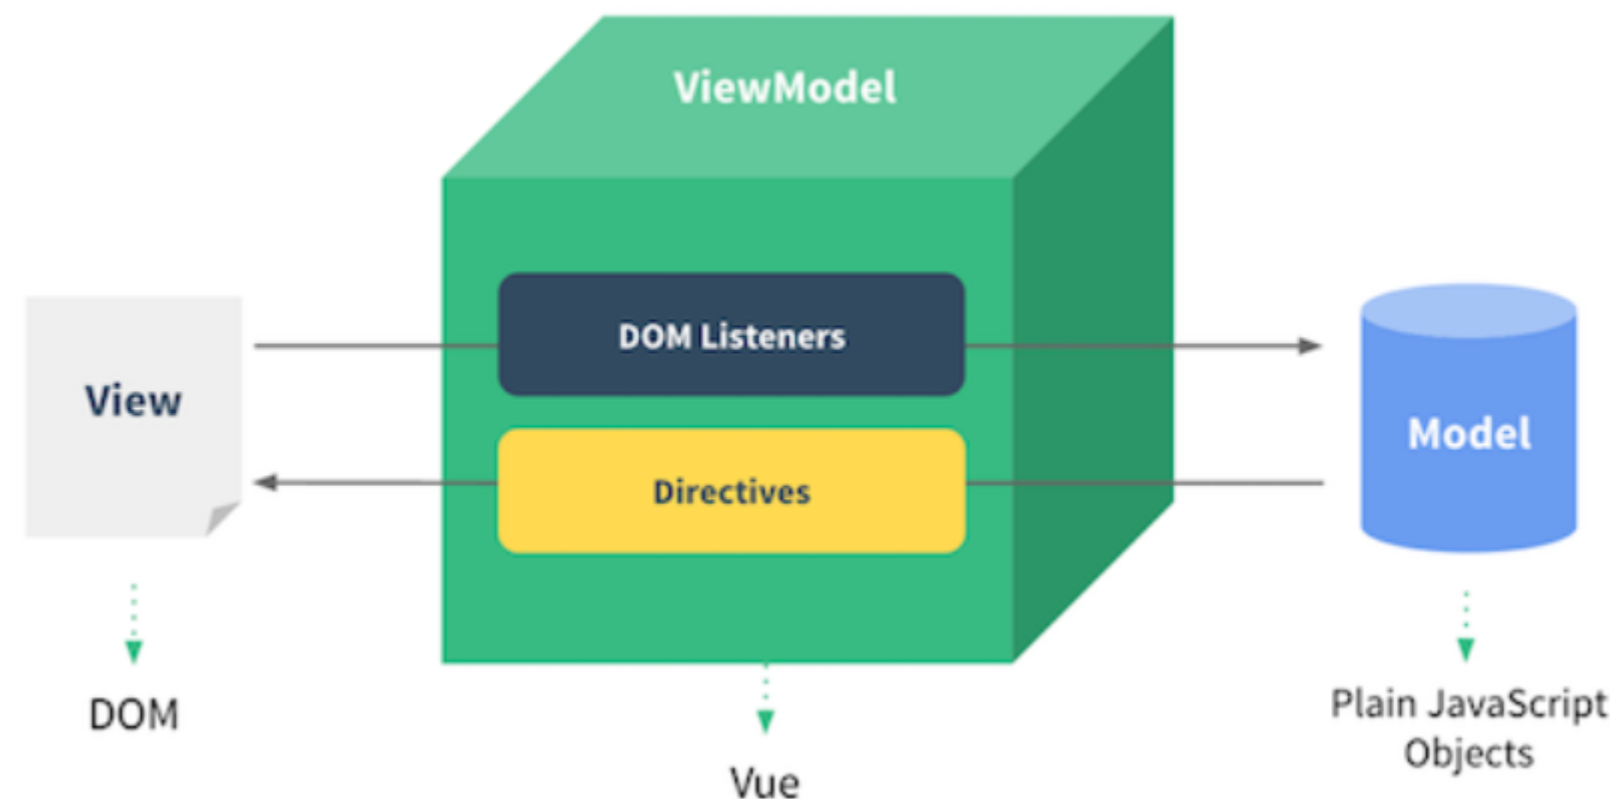 ViewModel
DOM Listeners
View
Directives
Model
DOM
Vue
Plain JavaScript
Objects